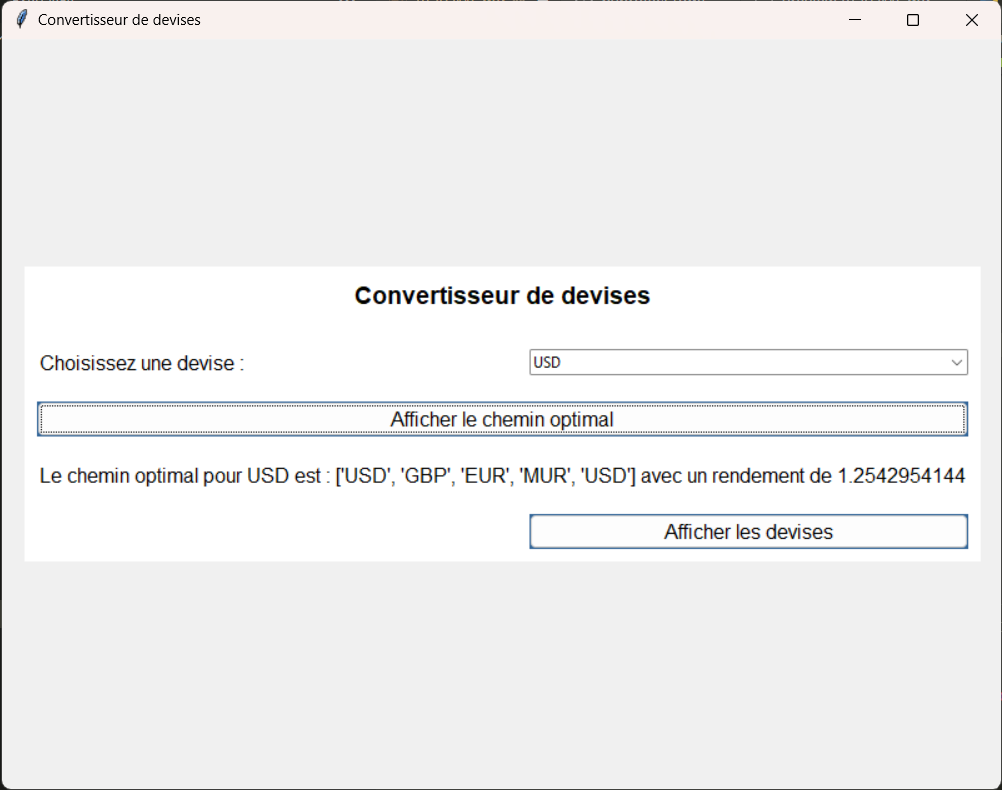 Convertisseur de devises
Convertisseur de devises
Choisissez une devise :
USD
Afficher le chemin optimal
Le chemin optimal pour USD est : ['USD', 'GBP', 'EUR', 'MUR', 'USD'] avec un rendement de 1.2542954144
Afficher les devises